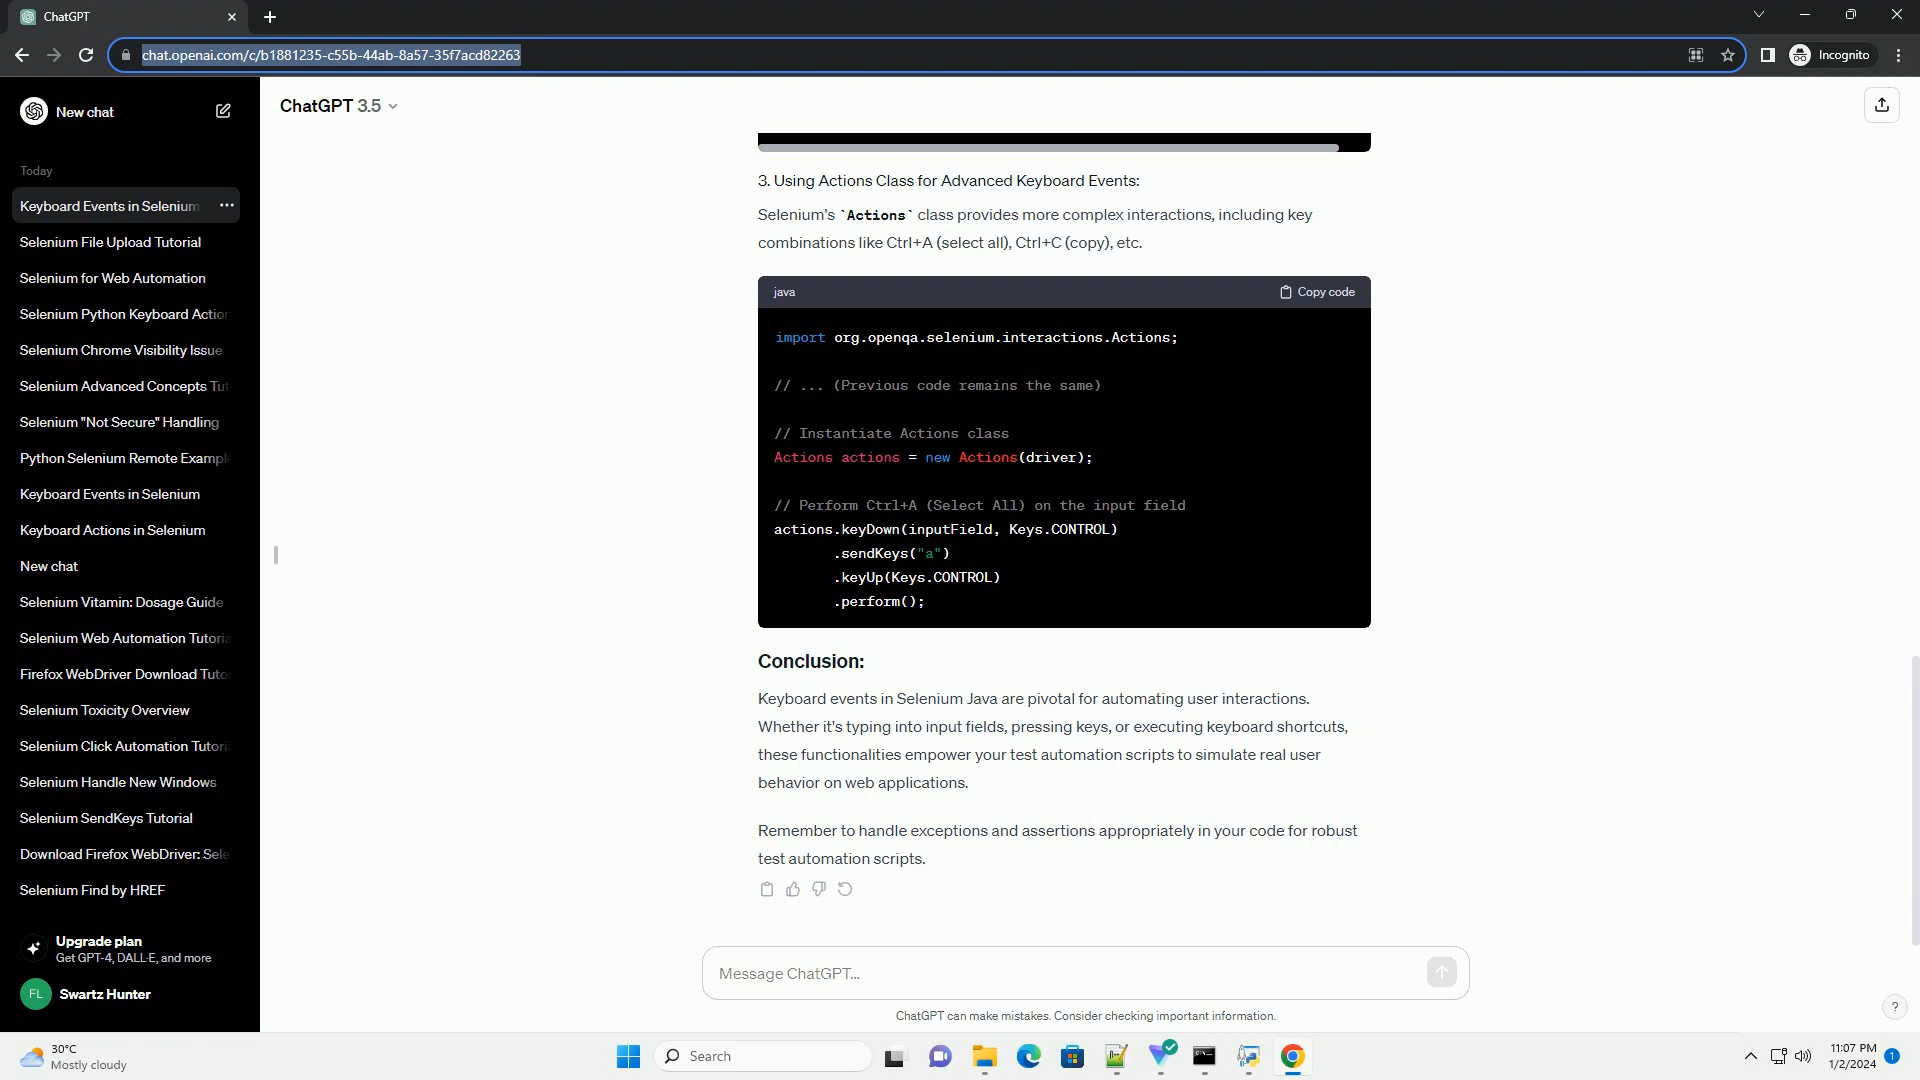 ChatGPT
chat.openai.com/c/b1881235-c55b-44ab-8a57-35f7acd82263
Incognito
New chat
ChatGPT 3.5
Today
Keyboard Events in Selenium
Selenium File Upload Tutorial
Selenium for Web Automation
Selenium Python Keyboard Action
Selenium Chrome Visibility Issue
Selenium Advanced Concepts Tut
Selenium "Not Secure" Handling
Python Selenium Remote Exampl
Keyboard Events in Selenium
Keyboard Actions in Selenium
New chat
Selenium Vitamin: Dosage Guide
Selenium Web Automation Tutoria
Firefox WebDriver Download Tutor
Selenium Toxicity Overview
Selenium Click Automation Tutori
Selenium Handle New Windows
Selenium SendKeys Tutorial
Download Firefox WebDriver: Sele
Selenium Find by HREF
Upgrade plan
Get GPT-4, DALL·E, and more
FL
Swartz Hunter
3. Using Actions Class for Advanced Keyboard Events:
Selenium's `Actions` class provides more complex interactions, including key
combinations like Ctrl+A (select all), Ctrl+C (copy), etc.
java
Copy code
import org.openqa.selenium.interactions.Actions;
// ... (Previous code remains the same)
// Instantiate Actions class
Actions actions = new Actions(driver);
// Perform Ctrl+A (Select All) on the input field
actions.keyDown(inputField, Keys.CONTROL)
.sendKeys("a")
.keyUp(Keys.CONTROL)
.perform();
Conclusion:
Keyboard events in Selenium Java are pivotal for automating user interactions.
Whether it's typing into input fields, pressing keys, or executing keyboard shortcuts,
these functionalities empower your test automation scripts to simulate real user
behavior on web applications.
Remember to handle exceptions and assertions appropriately in your code for robust
test automation scripts.
Message ChatGPT...
ChatGPT can make mistakes. Consider checking important information.
?
30°C
Mostly cloudy
Search
11:07 PM
1/2/2024
1